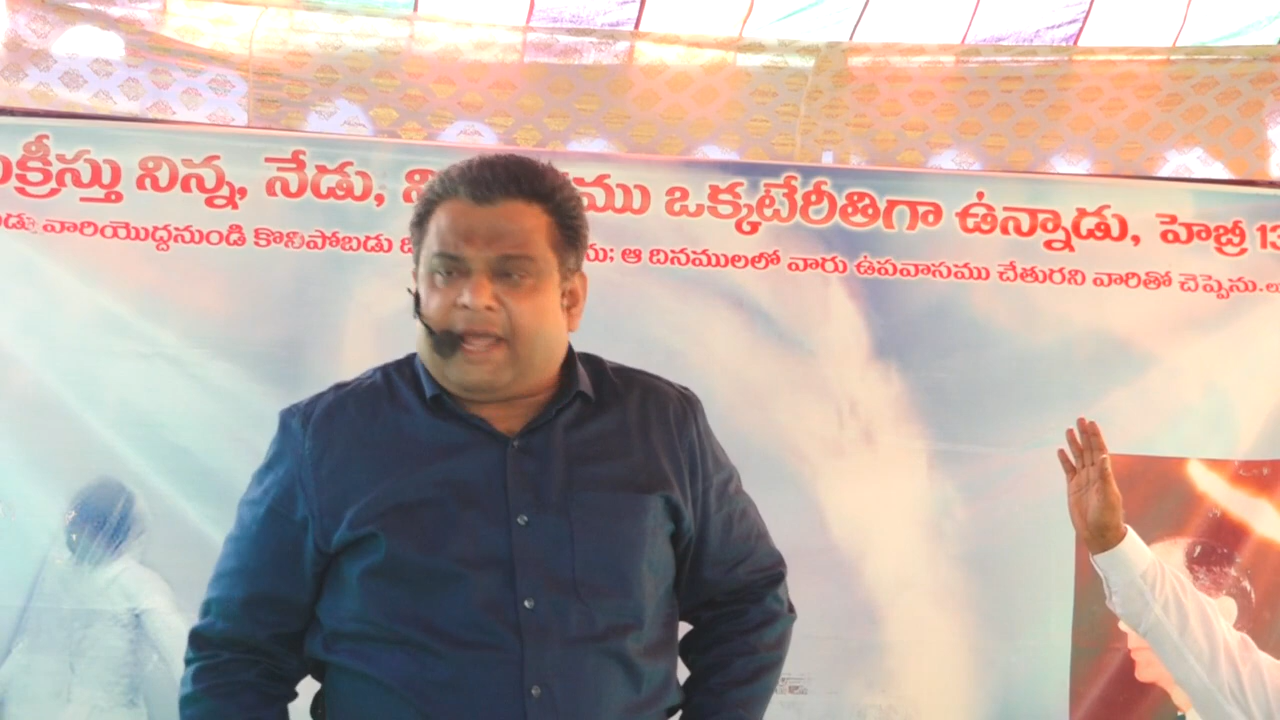 క్రీస్తు నిన్న, నేడు, ఒక్కటేరీతిగా ఉన్నాడు, హెబ్రీ 13
వారియొద్దనుండి కొనిపోబడు ఆ దినములలో వారు ఉపవాసము చేతురని వారితో చెప్పెను.